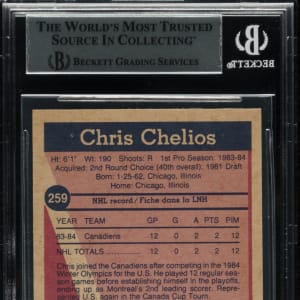 THE WORLD'S MOST TRUSTED
SOURCE IN COLLECTING™
BECKETT GRADING SERVICES
BECKETT®
Chris Chelios
Ht: 6'1" Wt: 190 Shoots: R 1st Pro Season: 1983-84
Acquired: 2nd Round Choice (40th overall): 1981 Draft
Born: 1-25-62, Chicago, Illinois
Home: Chicago, Illinois
259
NHL record/Fiche dans la LNH
YEAR TEAM GP G A PTS PIM
83-84 Canadiens 12 0 2 2 12
NHL TOTALS 12 0 2 2 12
Chris joined the Canadiens after competing in the 1984
Winter Olympics for the U.S. He played 12 regular sea-
son games before establishing himself in the playoffs,
ending up as Montreal's 2nd leading scorer. Repre-
sented the U.S. again in the Canada Cup Tourn.